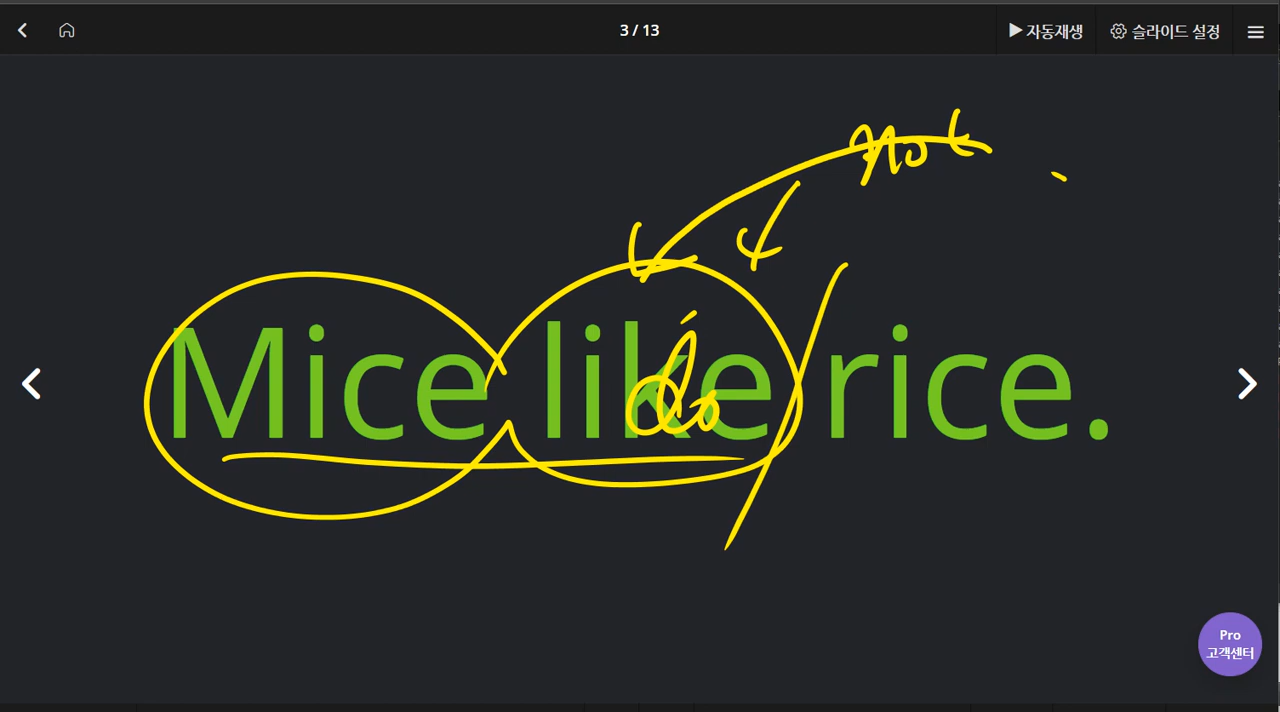 3 / 13
▶ 자동재생
슬라이드 설정
not
Mice like rice.
do
Pro
고객센터